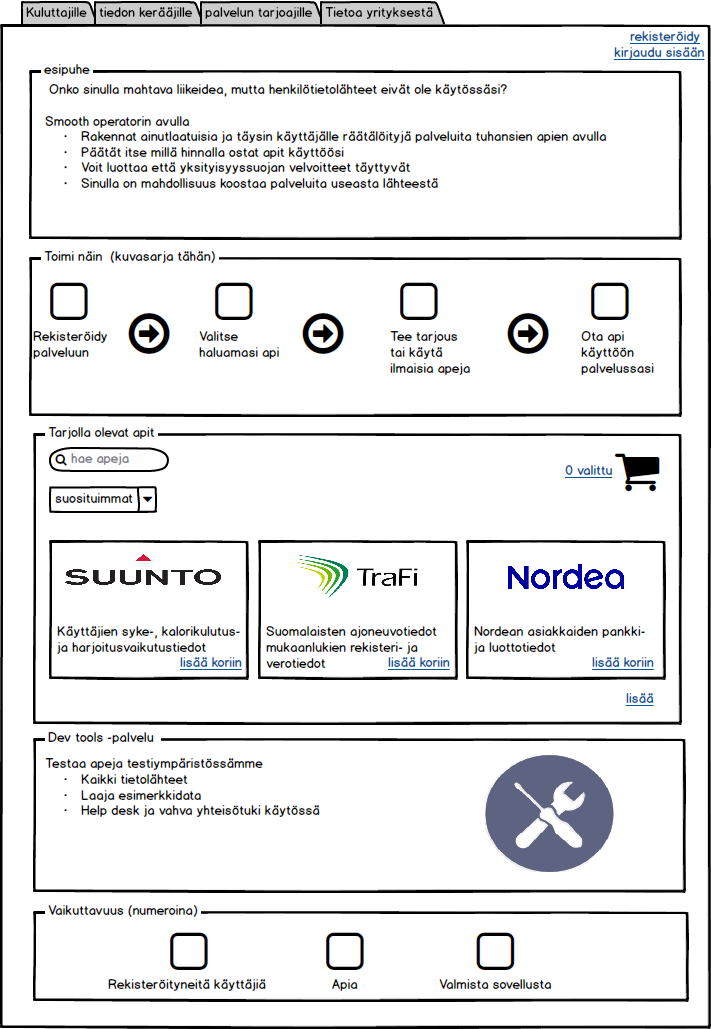 Kuluttajille tiedon kerääjille palvelun tarjoajille Tietoa yrityksestä
rekisteröidy
kirjaudu sisään
esipuhe
Onko sinulla mahtava liikeidea, mutta henkilötietolähteet eivät ole käytössäsi?
Smooth operatorin avulla
· Rakennat ainutlaatuisia ja täysin käyttäjälle räätälöityjä palveluita tuhansien apien avulla
· Päätät itse millä hinnalla ostat apit käyttöösi
· Voit luottaa että yksityisyyssuojan velvoitteet täyttyvät
· Sinulla on mahdollisuus koostaa palveluita useasta lähteestä
Toimi näin (kuvasarja tähän)
Rekisteröidy
palveluun
Valitse
haluamasi api
Tee tarjous
tai käytä
ilmaisia apeja
Ota api
käyttöön
palvelussasi
Tarjolla olevat apit
hae apeja
0 valittu
suosituimmat
SUUNTO
Käyttäjien syke-, kalorikulutus-
ja harjoitusvaikutustiedot
lisää koriin
TraFi
Suomalaisten ajoneuvotiedot
mukaanlukien rekisteri- ja
verotiedot lisää koriin
Nordea
Nordean asiakkaiden pankki-
ja luottotiedot
lisää koriin
lisää
Dev tools -palvelu
Testaa apeja testiympäristössämme
· Kaikki tietolähteet
· Laaja esimerkkidata
· Help desk ja vahva yhteisötuki käytössä
Vaikuttavuus (numeroina)
Rekisteröityneitä käyttäjiä Apia Valmista sovellusta